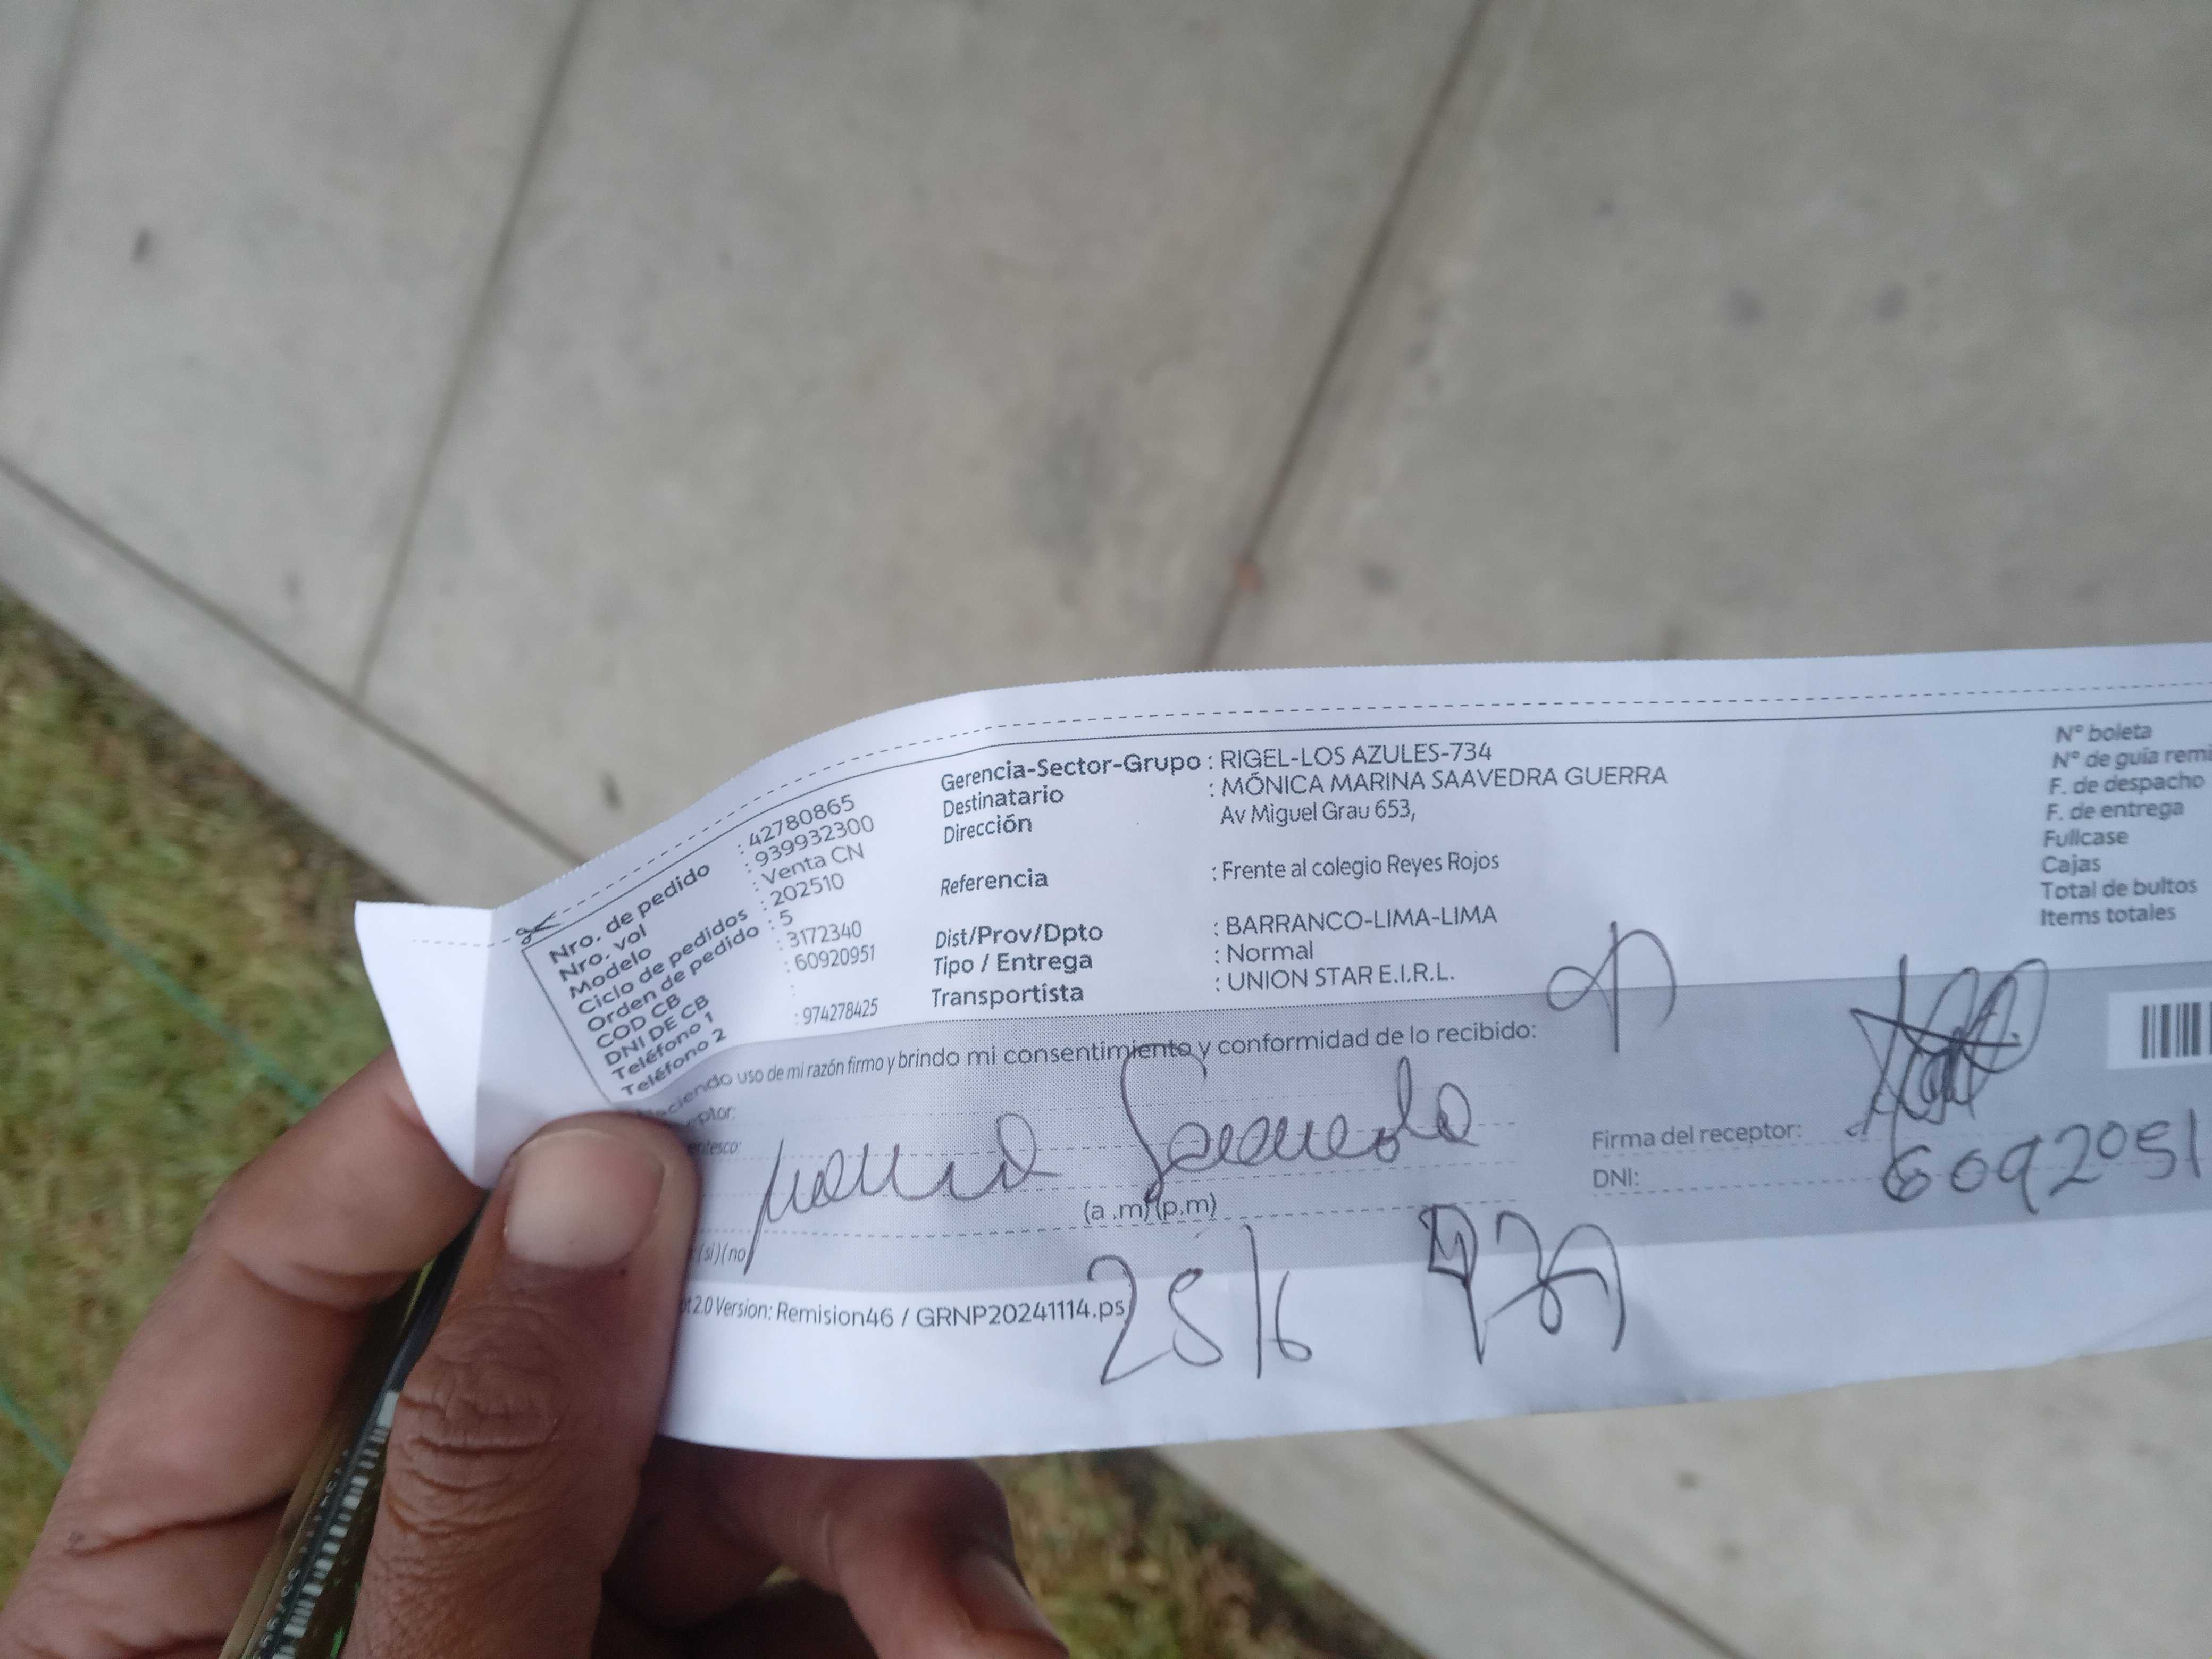 Nro. de pedido : 42780865
Nro. vol : 939932300
Modelo : Venta CN
Ciclo de pedidos : 202510
Orden de pedido : 5
COD CB : 3172340
DNI DE CB : 60920951
Teléfono 1 :
Teléfono 2 : 974278425
Gerencia-Sector-Grupo : RIGEL-LOS AZULES-734
Destinatario : MÓNICA MARINA SAAVEDRA GUERRA
Dirección Av Miguel Grau 653,
Referencia : Frente al colegio Reyes Rojos
Dist/Prov/Dpto : BARRANCO-LIMA-LIMA
Tipo / Entrega : Normal
Transportista : UNION STAR E.I.R.L.
N° boleta
N° de guía remi
F. de despacho
F. de entrega
Fullcase
Cajas
Total de bultos
Items totales
aciendo uso de mi razón firmo y brindo mi consentimiento y conformidad de lo recibido:
eptor:
entesco:
Saavedra
Firma del receptor:
DNI: 6092051
(a .m) (p.m)
(si) (no
pt 2.0 Version: Remision46 / GRNP20241114.ps
25/6